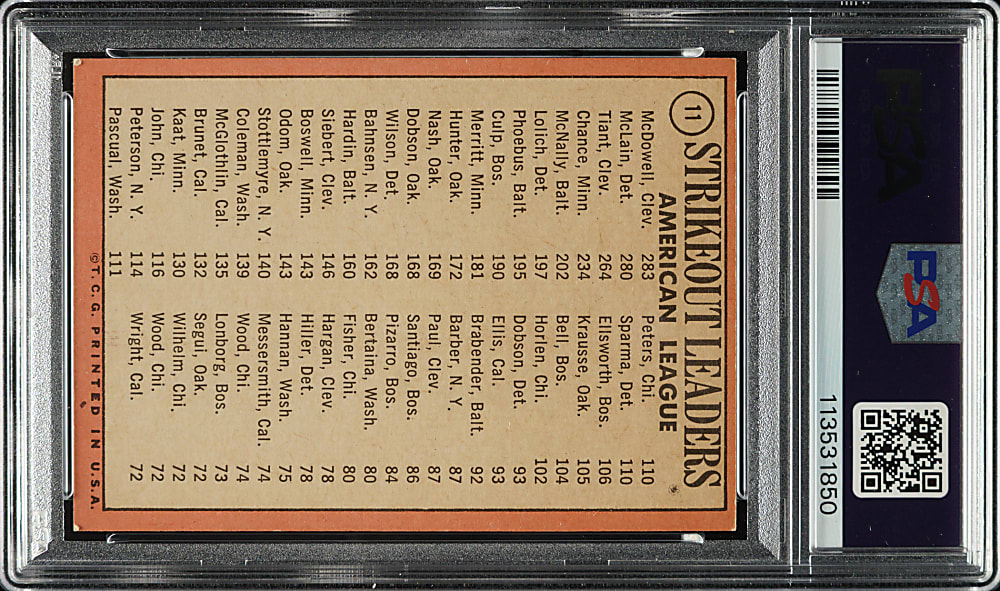 PSA
113531850
11 STRIKEOUT LEADERS
AMERICAN LEAGUE
McDowell, Clev. 283 Peters, Chi. 110
McLain, Det. 280 Sparma, Det. 110
Tiant, Clev. 264 Ellsworth, Bos. 106
Chance, Minn. 234 Krausse, Oak. 105
McNally, Balt. 202 Bell, Bos. 104
Lolich, Det. 197 Horlen, Chi. 102
Phoebus, Balt. 195 Dobson, Det. 93
Culp, Bos. 190 Ellis, Cal. 93
Merritt, Minn. 181 Brabender, Balt. 92
Hunter, Oak. 172 Barber, N. Y. 87
Nash, Oak. 169 Paul, Clev. 87
Dobson, Oak. 168 Santiago, Bos. 86
Wilson, Det. 168 Pizarro, Bos. 84
Bahnsen, N. Y. 162 Bertaina, Wash. 80
Hardin, Balt. 160 Fisher, Chi. 80
Siebert, Clev. 146 Hargan, Clev. 78
Boswell, Minn. 143 Hiller, Det. 78
Odom, Oak. 143 Hannan, Wash. 75
Stottlemyre, N. Y. 140 Messersmith, Cal. 74
Coleman, Wash. 139 Wood, Chi. 74
McGlothlin, Cal. 135 Lonborg, Bos. 73
Brunet, Cal. 132 Segui, Oak. 72
Kaat, Minn. 130 Wilhelm, Chi. 72
John, Chi. 116 Wood, Chi. 72
Peterson, N. Y. 114 Wright, Cal. 72
Pascual, Wash. 111
© T. C. G. PRINTED IN U.S.A.